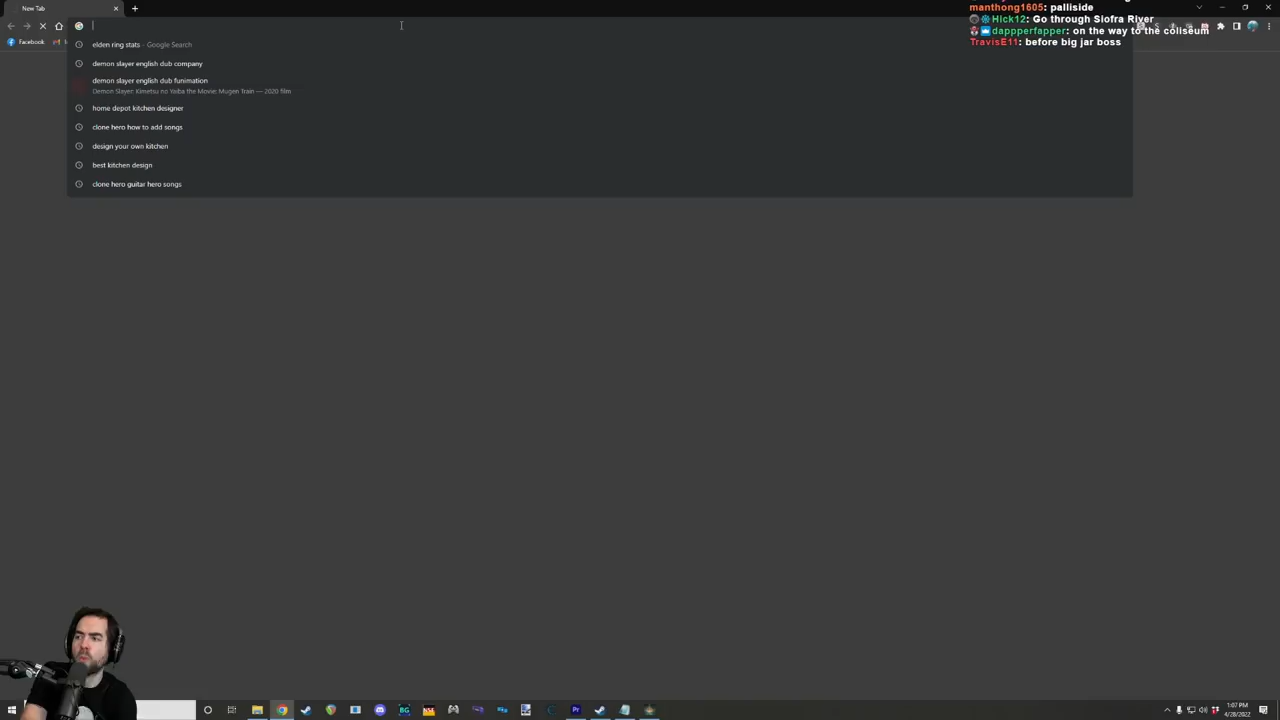 New Tab
manthong1605: palliside
Hick12: Go through Siofra River
dappperfapper: on the way to the coliseum
TravisE11: before big jar boss
Facebook
elden ring stats - Google Search
demon slayer english dub company
demon slayer english dub funimation
Demon Slayer: Kimetsu no Yaiba the Movie: Mugen Train — 2020 film
home depot kitchen designer
clone hero how to add songs
design your own kitchen
best kitchen design
clone hero guitar hero songs
1:07 PM
4/28/2022